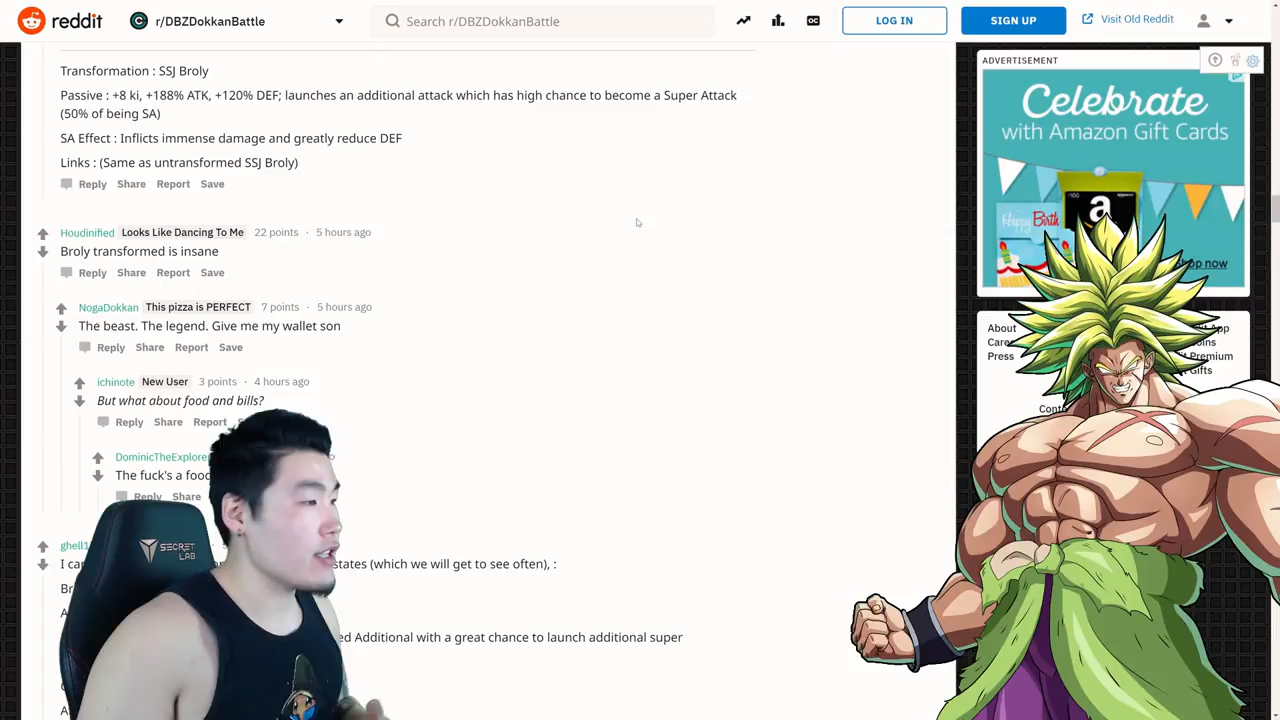 reddit
r/DBZDokkanBattle
Search r/DBZDokkanBattle
LOG IN
SIGN UP
Visit Old Reddit
Transformation : SSJ Broly
Passive : +8 ki, +188% ATK, +120% DEF; launches an additional attack which has high chance to become a Super Attack
(50% of being SA)
SA Effect : Inflicts immense damage and greatly reduce DEF
Links : (Same as untransformed SSJ Broly)
Reply Share Report Save
Houdinified Looks Like Dancing To Me 22 points · 5 hours ago
Broly transformed is insane
Reply Share Report Save
NogaDokkan This pizza is PERFECT 7 points · 5 hours ago
The beast. The legend. Give me my wallet son
Reply Share Report Save
ichinote New User 3 points · 4 hours ago
But what about food and bills?
Reply Share Report
The fuck's a food
Reply Share
states (which we will get to see often), :
Additional with a great chance to launch additional super
SECRET
LAB
ADVERTISEMENT
Celebrate
with Amazon Gift Cards
a
Happy Birth
Shop now
About
Press